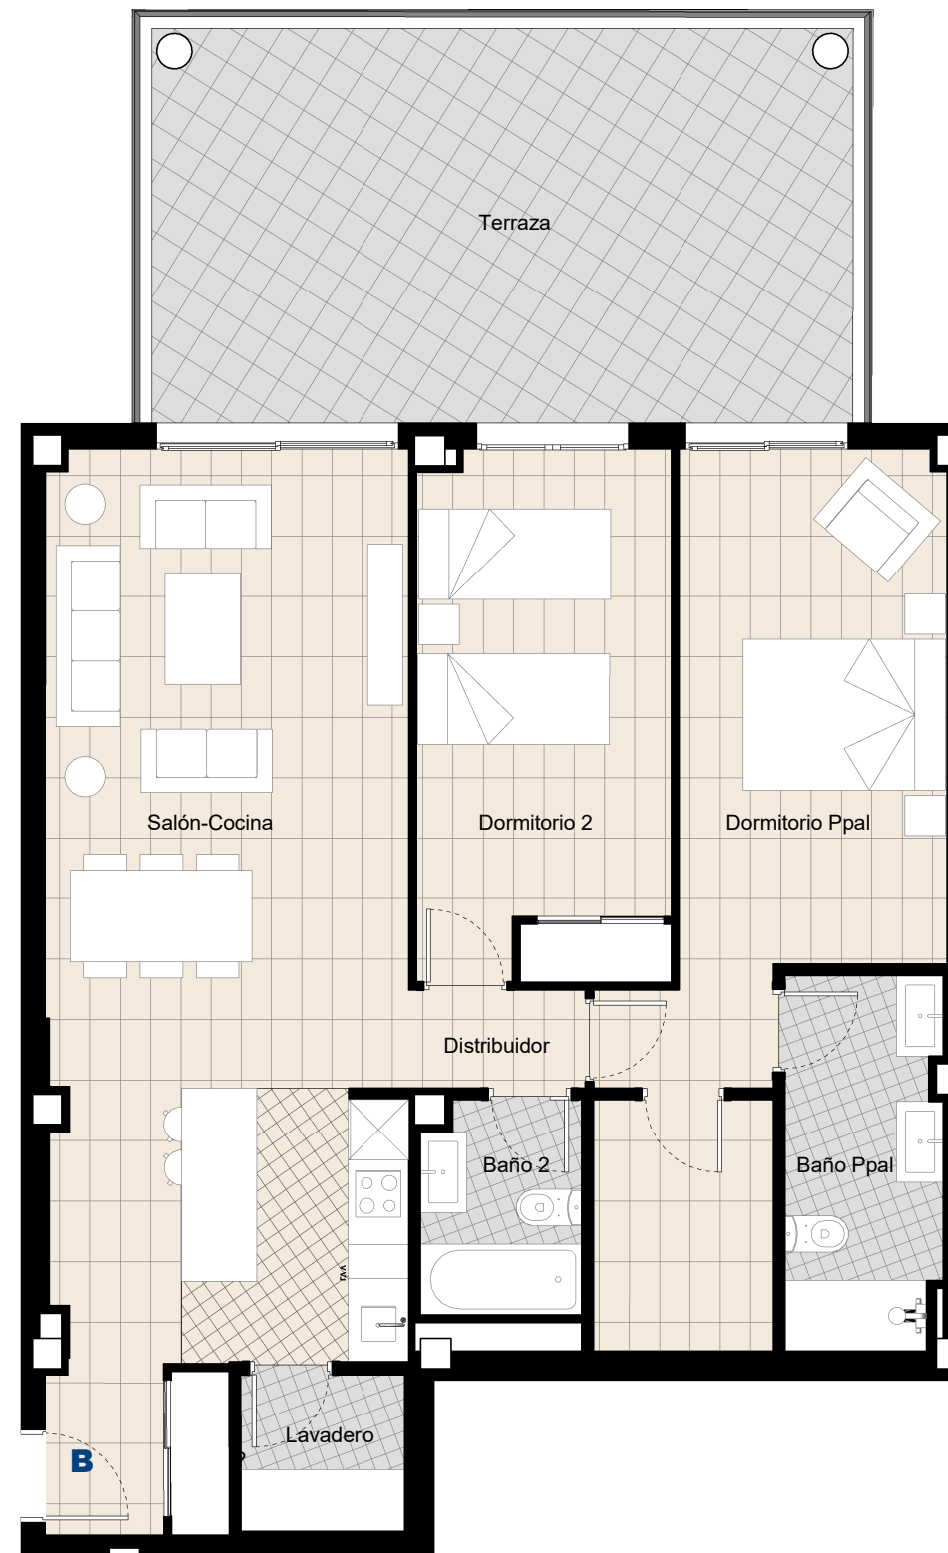 Terraza
Salón-Cocina
Dormitorio 2
Dormitorio Ppal
Distribuidor
Baño 2
Baño Ppal
Lavadero
B